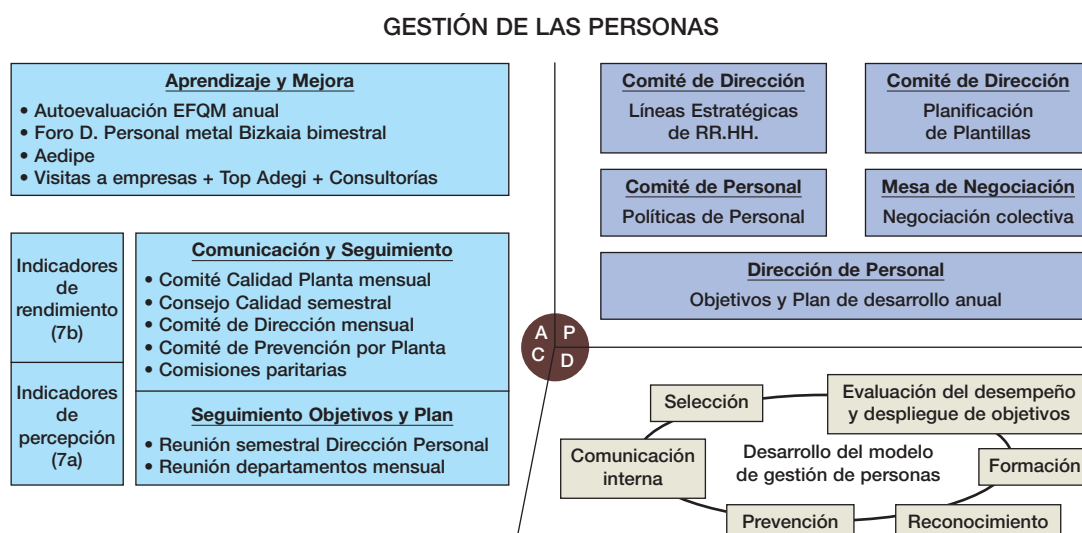 GESTIÓN DE LAS PERSONAS
Aprendizaje y Mejora
• Autoevaluación EFQM anual
• Foro D. Personal metal Bizkaia bimestral
• Aedipe
• Visitas a empresas + Top Adegi + Consultorías
Indicadores
de
rendimiento
(7b)
Indicadores
de
percepción
(7a)
Comunicación y Seguimiento
• Comité Calidad Planta mensual
• Consejo Calidad semestral
• Comité de Dirección mensual
• Comité de Prevención por Planta
• Comisiones paritarias
Seguimiento Objetivos y Plan
• Reunión semestral Dirección Personal
• Reunión departamentos mensual
Comité de Dirección
Líneas Estratégicas
de RR.HH.
Comité de Dirección
Planificación
de Plantillas
Comité de Personal
Políticas de Personal
Mesa de Negociación
Negociación colectiva
Dirección de Personal
Objetivos y Plan de desarrollo anual
A P
C D
Selección
Evaluación del desempeño
y despliegue de objetivos
Comunicación
interna
Desarrollo del modelo
de gestión de personas
Formación
Prevención
Reconocimiento